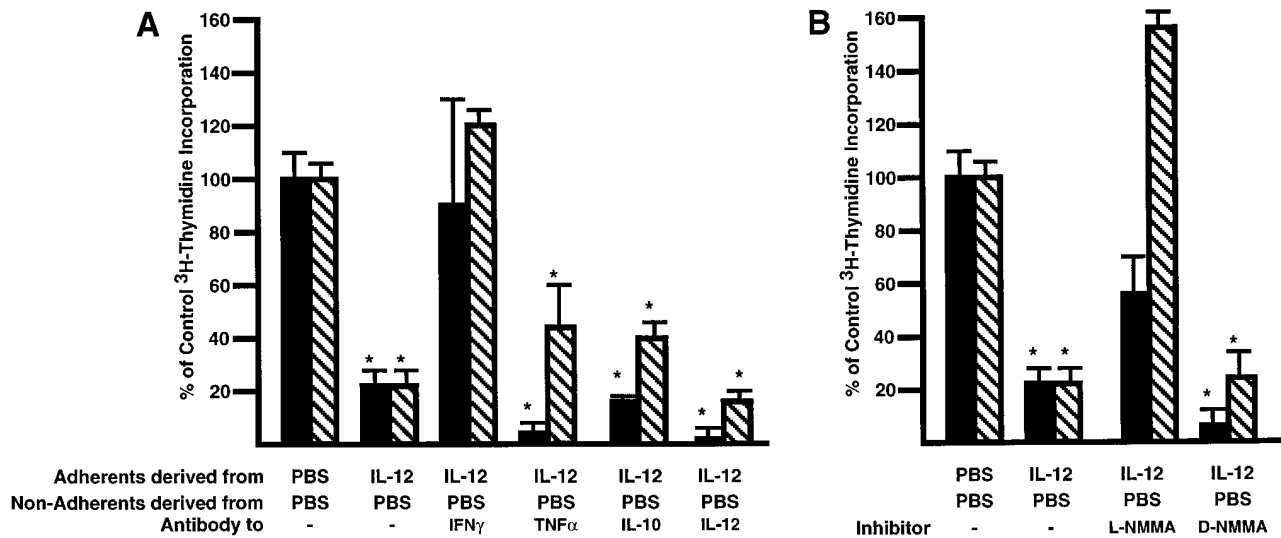 A
% of Control ³H-Thymidine Incorporation
160
140
120
100
80
60
40
20
* * * * * * * *
Adherents derived from PBS IL-12 IL-12 IL-12 IL-12 IL-12
Non-Adherents derived from PBS PBS PBS PBS PBS PBS
Antibody to - - IFNγ TNFα IL-10 IL-12
B
% of Control ³H-Thymidine Incorporation
160
140
120
100
80
60
40
20
* * * *
PBS IL-12 IL-12 IL-12
PBS PBS PBS PBS
Inhibitor - - L-NMMA D-NMMA